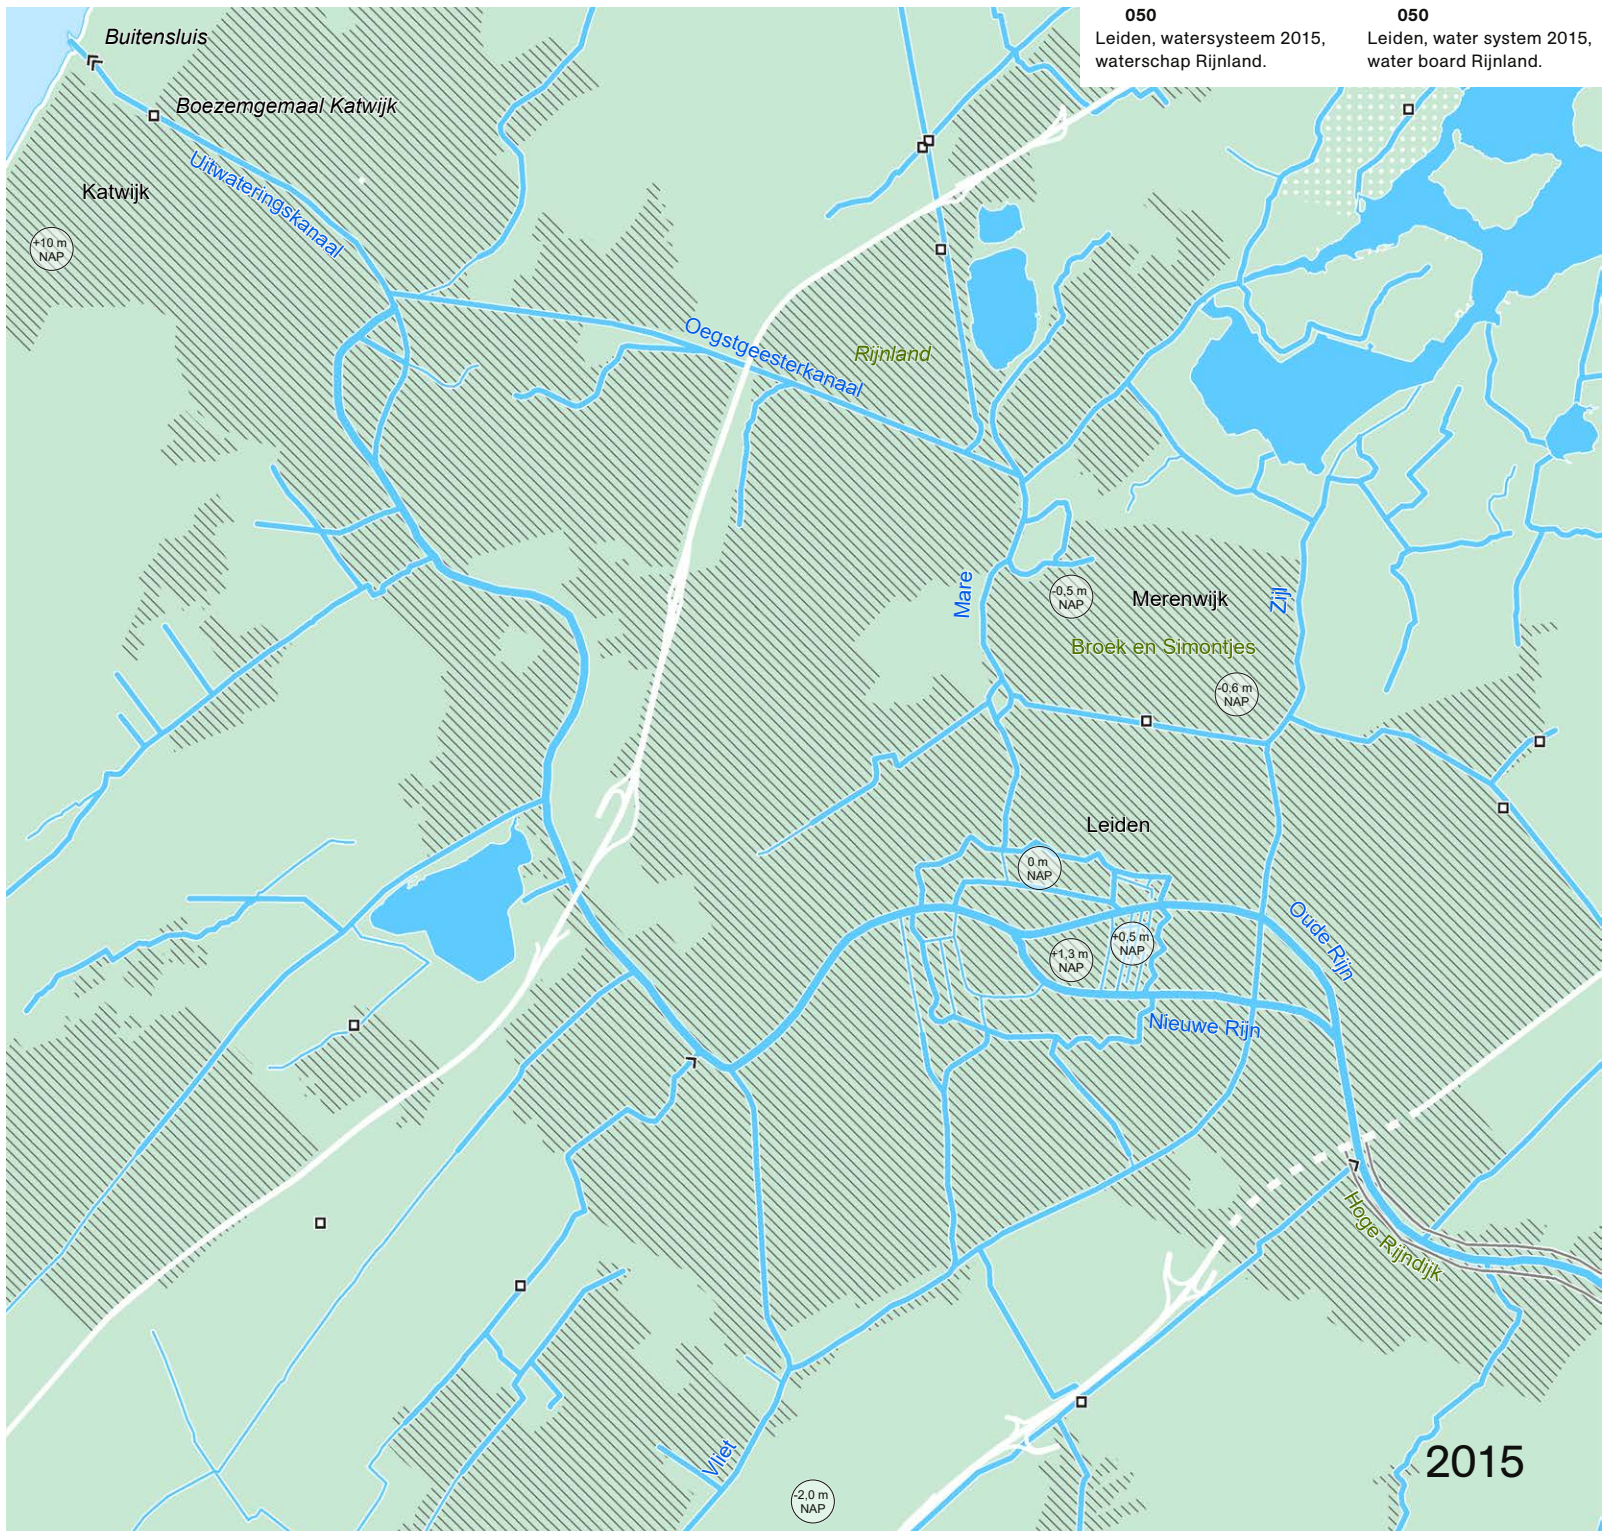 050
Leiden, watersysteem 2015,
waterschap Rijnland.
050
Leiden, water system 2015,
water board Rijnland.
Buitensluis
Boezemgemaal Katwijk
Uitwateringskanaal
Katwijk
+10 m
NAP
Oegstgeesterkanaal
Rijnland
Mare
-0,5 m
NAP
Merenwijk
Zijl
Broek en Simontjes
-0,6 m
NAP
Leiden
0 m
NAP
Oude Rijn
+0,5 m
NAP
+1,3 m
NAP
Nieuwe Rijn
Hoge Rijndijk
Vliet
-2,0 m
NAP
2015